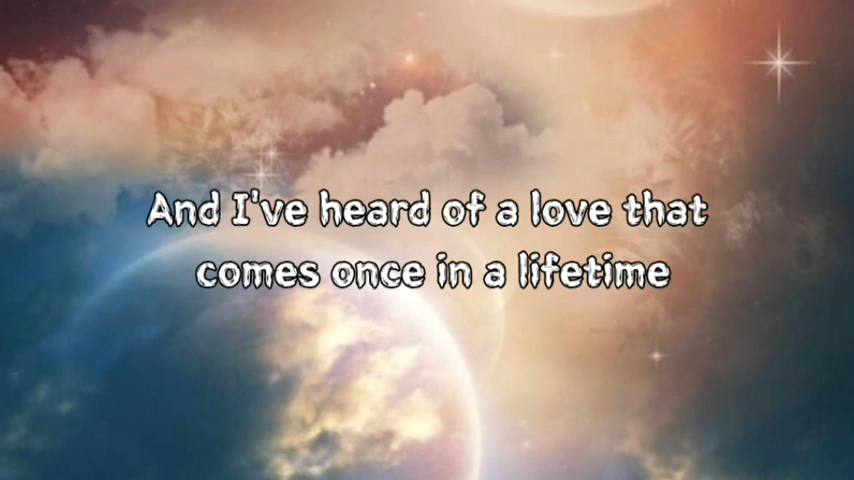 And I've heard of a love that
comes once in a lifetime